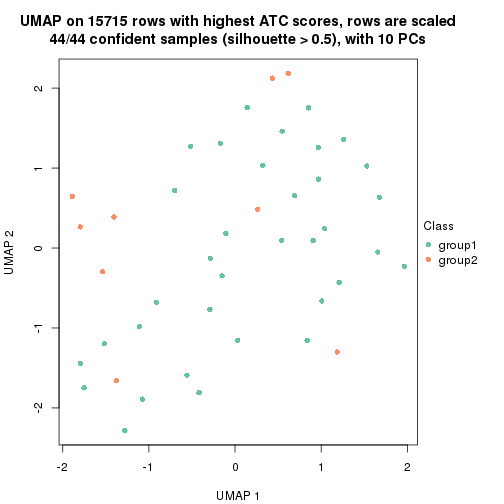 UMAP on 15715 rows with highest ATC scores, rows are scaled
44/44 confident samples (silhouette > 0.5), with 10 PCs
2
1
0
-1
-2
UMAP 2
-2
-1
0
1
2
UMAP 1
Class
group1
group2